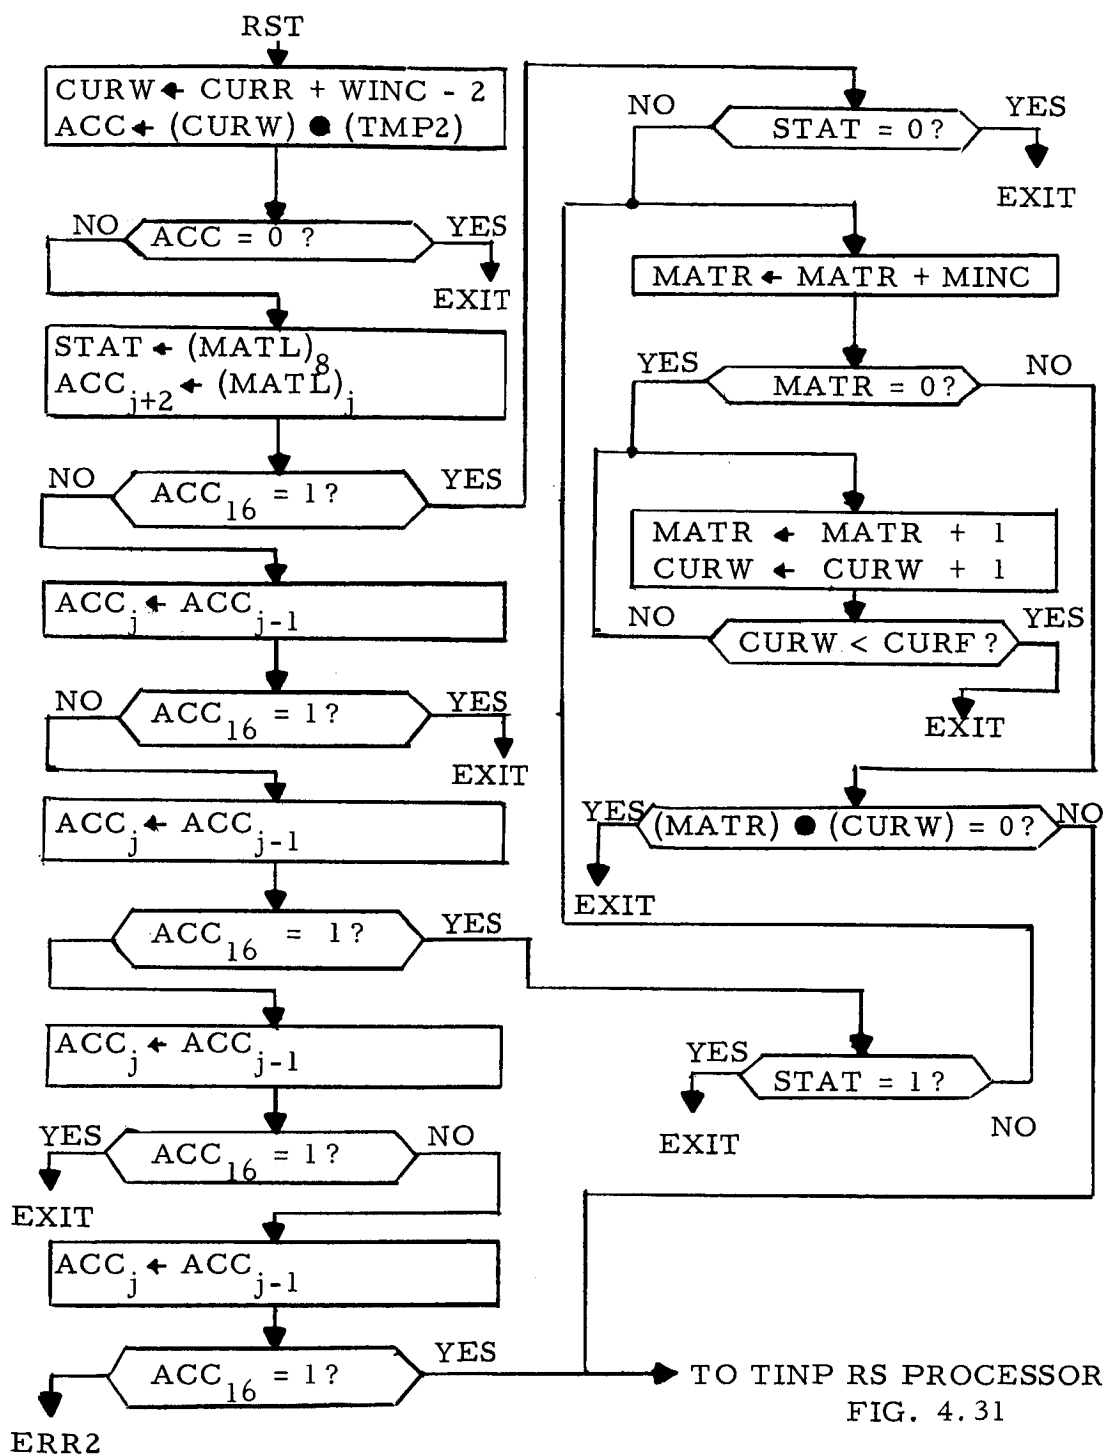 RST
CURW ← CURR + WINC - 2
ACC ← (CURW) ● (TMP2)
NO
ACC = 0 ?
YES
EXIT
STAT ← (MATL)8
ACCj+2 ← (MATL)j
NO
ACC16 = 1?
YES
ACCj ← ACCj-1
NO
ACC16 = 1?
YES
EXIT
ACCj ← ACCj-1
ACC16 = 1?
YES
ACCj ← ACCj-1
YES
ACC16 = 1?
NO
EXIT
ACCj ← ACCj-1
ACC16 = 1?
YES
ERR2
NO
STAT = 0?
YES
EXIT
MATR ← MATR + MINC
YES
MATR = 0?
NO
MATR ← MATR + 1
CURW ← CURW + 1
NO
CURW < CURF?
YES
EXIT
YES
(MATR) ● (CURW) = 0?
NO
EXIT
YES
STAT = 1?
NO
EXIT
TO TINP RS PROCESSOR
FIG. 4.31